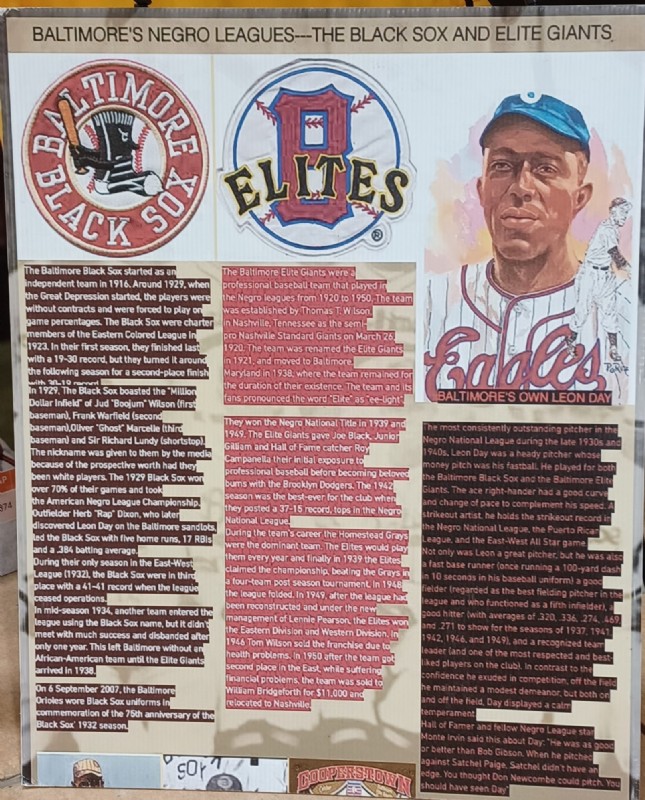 BALTIMORE'S NEGRO LEAGUES---THE BLACK SOX AND ELITE GIANTS
BALTIMORE
BLACK SOX
B
ELITES
®
Eagles
BALTIMORE'S OWN LEON DAY
The Baltimore Black Sox started as an
independent team in 1916. Around 1929, when
the Great Depression started, the players were
without contracts and were forced to play on
game percentages. The Black Sox were charter
members of the Eastern Colored League in
1923. In their first season, they finished last
with a 19-30 record, but they turned it around
the following season for a second-place finish
with 30-19 record
In 1929, The Black Sox boasted the "Million
Dollar Infield" of Jud "Boojum" Wilson (first
baseman), Frank Warfield (second
baseman),Oliver "Ghost" Marcelle (third
baseman) and Sir Richard Lundy (shortstop).
The nickname was given to them by the media
because of the prospective worth had they
been white players. The 1929 Black Sox won
over 70% of their games and took
the American Negro League Championship.
Outfielder Herb "Rap" Dixon, who later
discovered Leon Day on the Baltimore sandlots,
led the Black Sox with five home runs, 17 RBIs
and a .384 batting average.
During their only season in the East-West
League (1932), the Black Sox were in third
place with a 41-41 record when the league
ceased operations.
In mid-season 1934, another team entered the
league using the Black Sox name, but it didn't
meet with much success and disbanded after
only one year. This left Baltimore without an
African-American team until the Elite Giants
arrived in 1938.
On 6 September 2007, the Baltimore
Orioles wore Black Sox uniforms in
commemoration of the 75th anniversary of the
Black Sox' 1932 season.
The Baltimore Elite Giants were a
professional baseball team that played in
the Negro leagues from 1920 to 1950. The team
was established by Thomas T. Wilson,
in Nashville, Tennessee as the semi-
pro Nashville Standard Giants on March 26,
1920. The team was renamed the Elite Giants
in 1921, and moved to Baltimore,
Maryland in 1938, where the team remained for
the duration of their existence. The team and its
fans pronounced the word "Elite" as "ee-light".
They won the Negro National Title in 1939 and
1949. The Elite Giants gave Joe Black, Junior
Gilliam and Hall of Fame catcher Roy
Campanella their initial exposure to
professional baseball before becoming beloved
bums with the Brooklyn Dodgers. The 1942
season was the best-ever for the club when
they posted a 37-15 record, tops in the Negro
National League.
During the team's career the Homestead Grays
were the dominant team. The Elites would play
them every year and finally in 1939 the Elites
claimed the championship, beating the Grays in
a four-team post season tournament. In 1948
the league folded. In 1949, after the league had
been reconstructed and under the new
management of Lennie Pearson, the Elites won
the Eastern Division and Western Division. In
1946 Tom Wilson sold the franchise due to
health problems. In 1950 after the team got
second place in the East, while suffering
financial problems, the team was sold to
William Bridgeforth for $11,000 and
relocated to Nashville.
The most consistently outstanding pitcher in the
Negro National League during the late 1930s and
1940s, Leon Day was a heady pitcher whose
money pitch was his fastball. He played for both
the Baltimore Black Sox and the Baltimore Elite
Giants. The ace right-hander had a good curve
and change of pace to complement his speed. A
strikeout artist, he holds the strikeout record in
the Negro National League, the Puerto Rican
League, and the East-West All Star game
Not only was Leon a great pitcher, but he was also
a fast base runner (once running a 100-yard dash
in 10 seconds in his baseball uniform) a good
fielder (regarded as the best fielding pitcher in the
league and who functioned as a fifth infielder), a
good hitter (with averages of .320, .336, .274, .469
and .271 to show for the seasons of 1937, 1941,
1942, 1946, and 1949), and a recognized team
leader (and one of the most respected and best-
liked players on the club). In contrast to the
confidence he exuded in competition, off the field
he maintained a modest demeanor, but both on
and off the field, Day displayed a calm
temperament
Hall of Famer and fellow Negro League star
Monte Irvin said this about Day: "He was as good
or better than Bob Gibson. When he pitched
against Satchel Paige, Satchel didn't have an
edge. You thought Don Newcombe could pitch. You
should have seen Day"
COOPERSTOWN